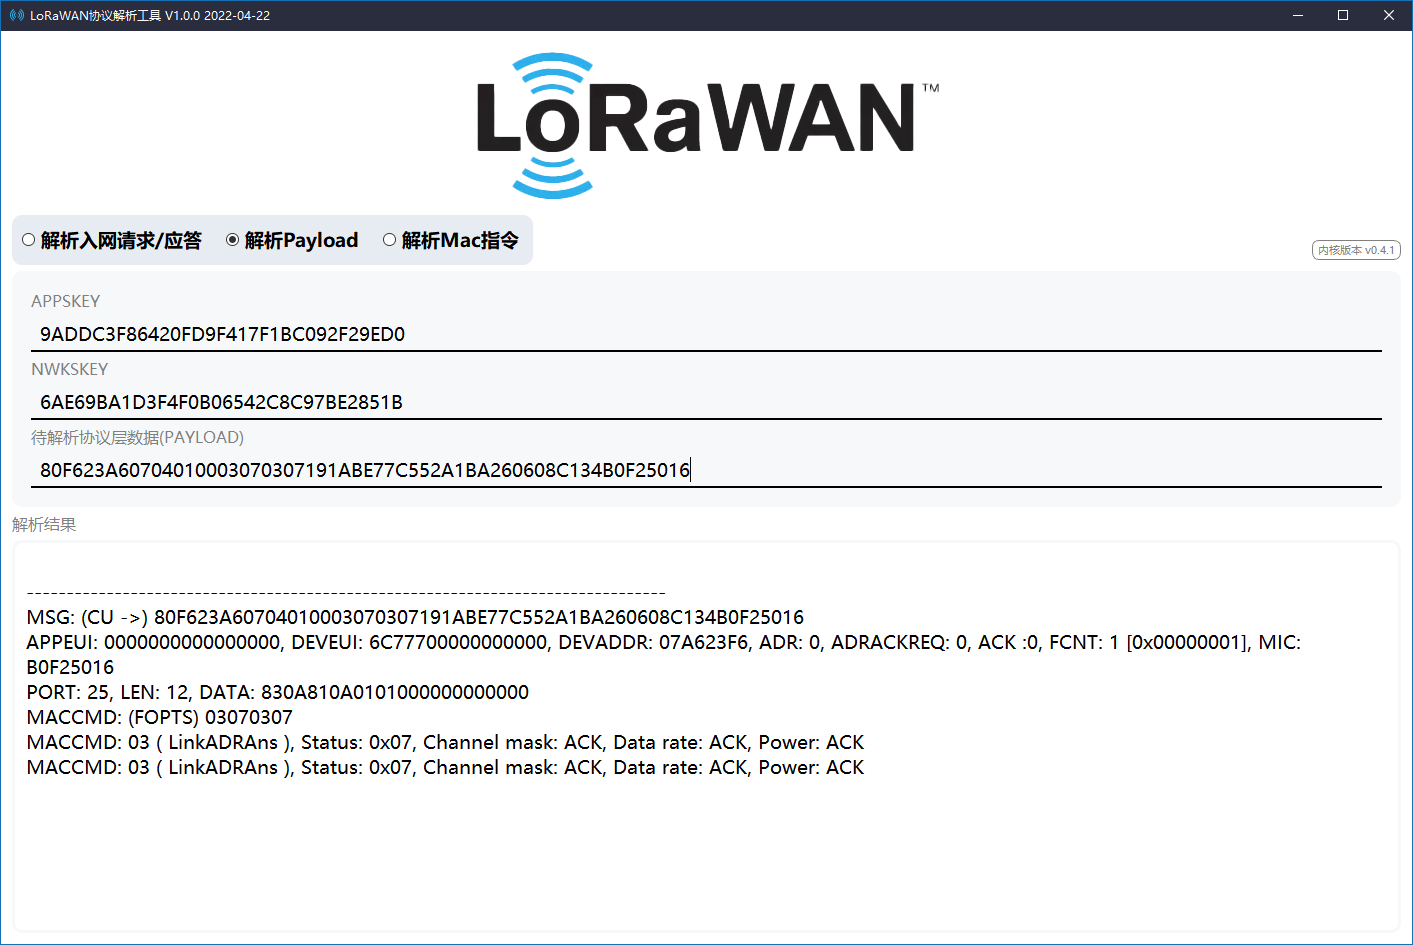 LoRaWAN协议解析工具 V1.0.0 2022-04-22
LoRaWAN™
解析入网请求/应答 解析Payload 解析Mac指令
内核版本 v0.4.1
APPSKEY
9ADDC3F86420FD9F417F1BC092F29ED0
NWKSKEY
6AE69BA1D3F4F0B06542C8C97BE2851B
待解析协议层数据(PAYLOAD)
80F623A60704010003070307191ABE77C552A1BA260608C134B0F25016
解析结果
--------------------------------------------------------------------------------
MSG: (CU ->) 80F623A60704010003070307191ABE77C552A1BA260608C134B0F25016
APPEUI: 0000000000000000, DEVEUI: 6C77700000000000, DEVADDR: 07A623F6, ADR: 0, ADRACKREQ: 0, ACK :0, FCNT: 1 [0x00000001], MIC:
B0F25016
PORT: 25, LEN: 12, DATA: 830A810A0101000000000000
MACCMD: (FOPTS) 03070307
MACCMD: 03 ( LinkADRAns ), Status: 0x07, Channel mask: ACK, Data rate: ACK, Power: ACK
MACCMD: 03 ( LinkADRAns ), Status: 0x07, Channel mask: ACK, Data rate: ACK, Power: ACK